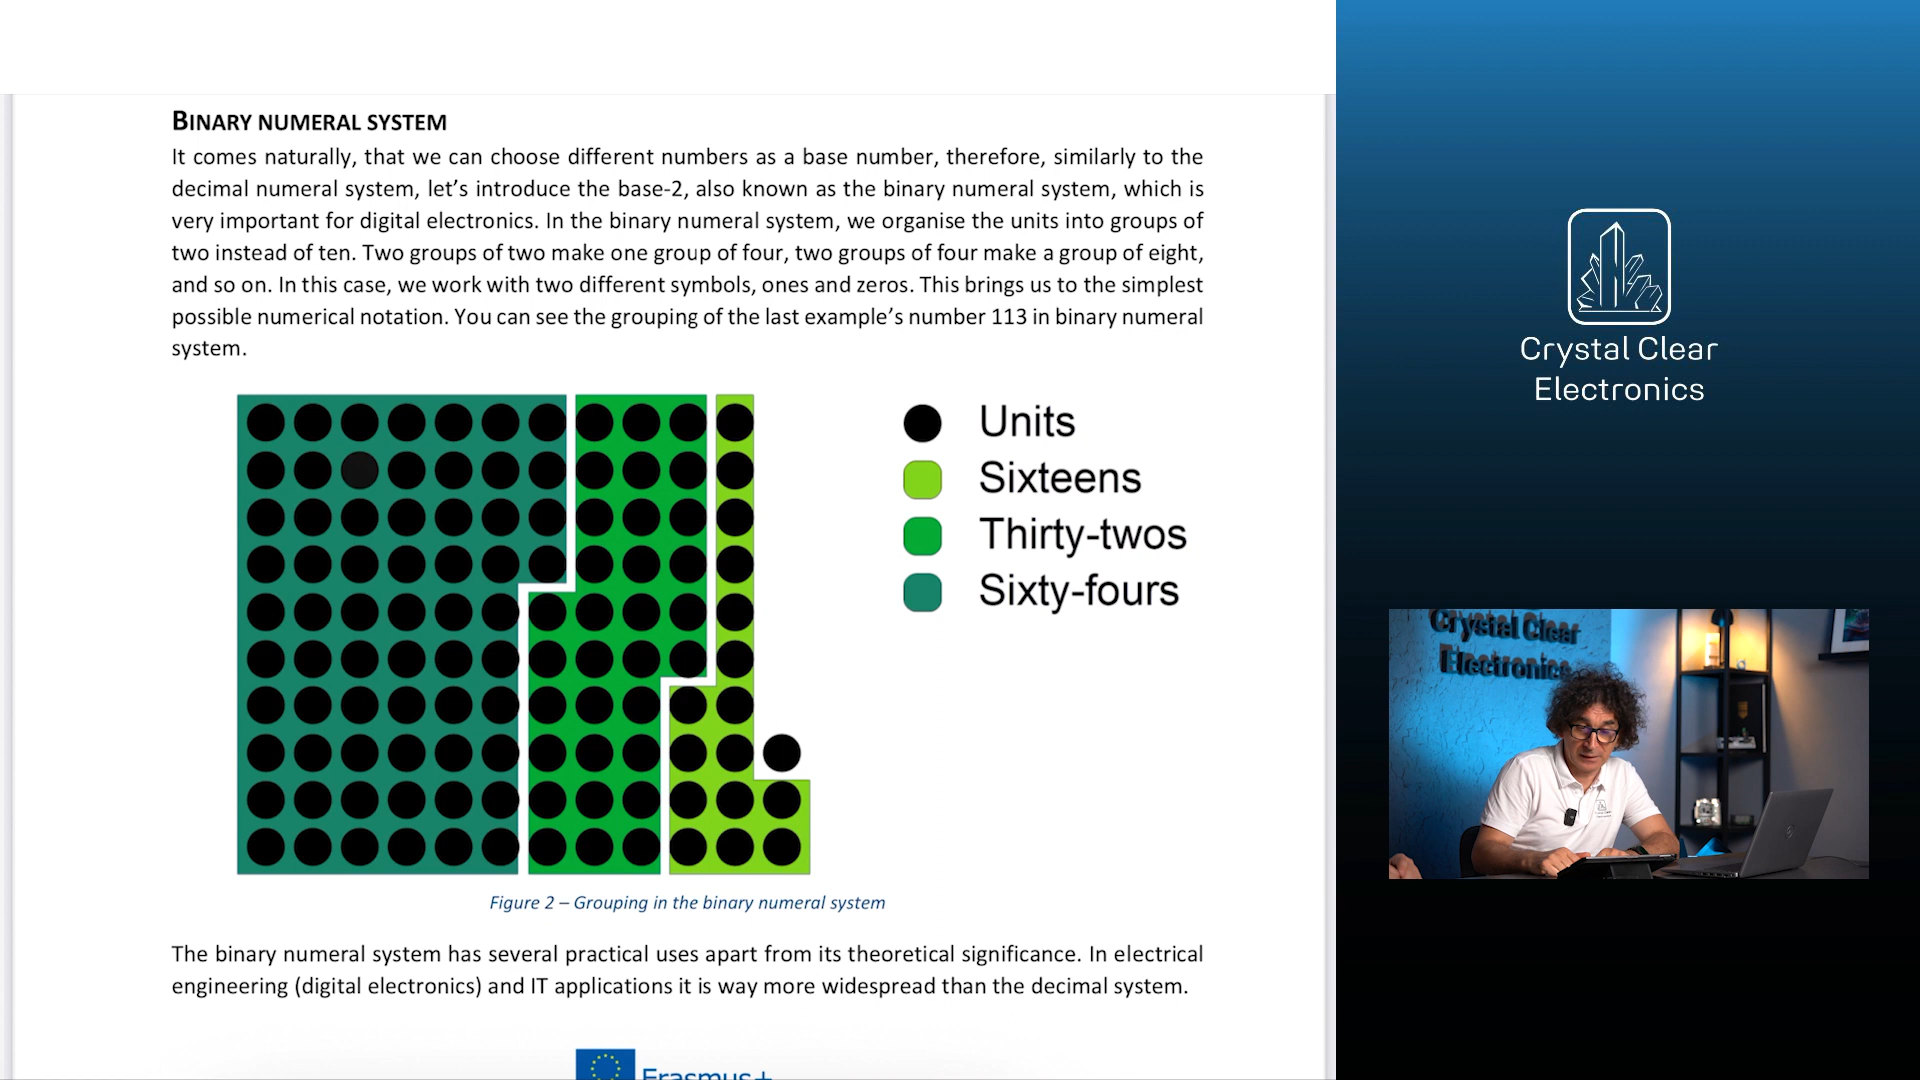 BINARY NUMERAL SYSTEM
It comes naturally, that we can choose different numbers as a base number, therefore, similarly to the
decimal numeral system, let’s introduce the base-2, also known as the binary numeral system, which is
very important for digital electronics. In the binary numeral system, we organise the units into groups of
two instead of ten. Two groups of two make one group of four, two groups of four make a group of eight,
and so on. In this case, we work with two different symbols, ones and zeros. This brings us to the simplest
possible numerical notation. You can see the grouping of the last example’s number 113 in binary numeral
system.
Units
Sixteens
Thirty-twos
Sixty-fours
Figure 2 – Grouping in the binary numeral system
The binary numeral system has several practical uses apart from its theoretical significance. In electrical
engineering (digital electronics) and IT applications it is way more widespread than the decimal system.
Erasmus+
Crystal Clear
Electronics
Crystal Clear
Electronics